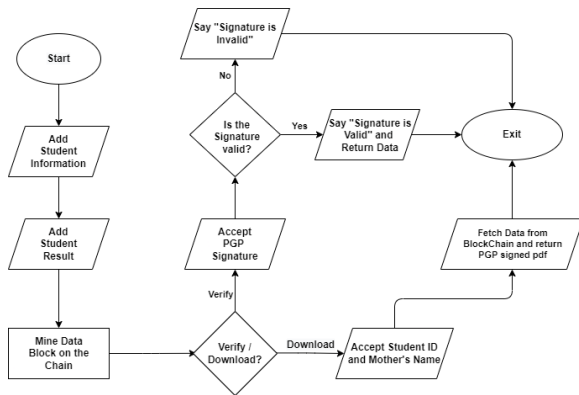 Start
Add
Student
Information
Add
Student
Result
Mine Data
Block on the
Chain
Verify /
Download?
Verify
Accept
PGP
Signature
Is the
Signature
valid?
No
Say "Signature is
Invalid"
Yes
Say "Signature is
Valid" and
Return Data
Exit
Download
Accept Student ID
and Mother's Name
Fetch Data from
BlockChain and return
PGP signed pdf